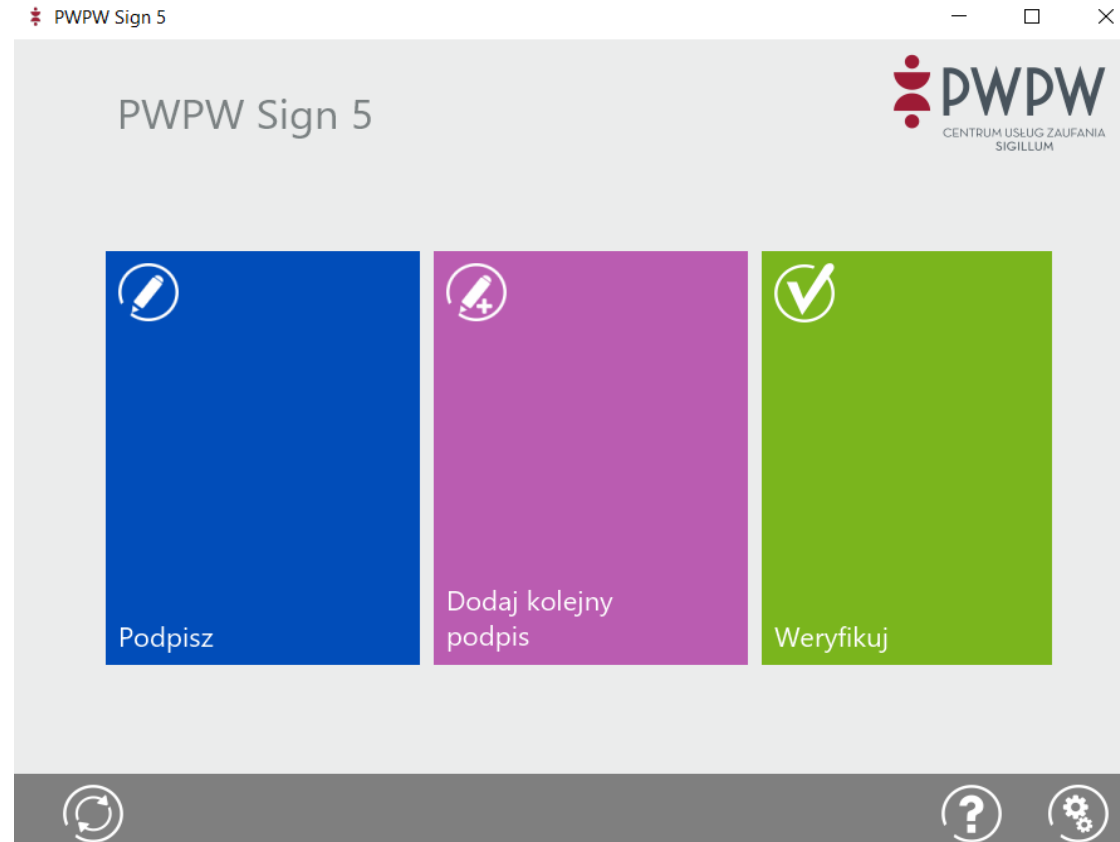 PWPW Sign 5
PWPW Sign 5
PWPW
CENTRUM USŁUG ZAUFANIA
SIGILLUM
Podpisz
Dodaj kolejny
podpis
Weryfikuj